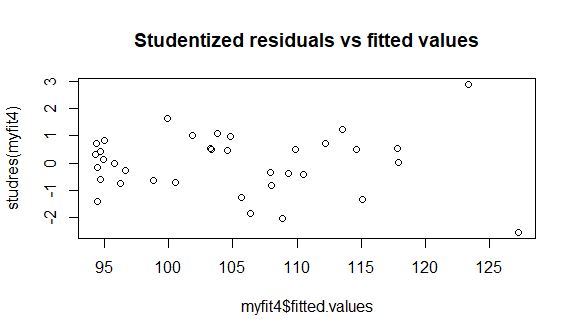 Studentized residuals vs fitted values
studres(myfit4)
3
2
1
0
-1
-2
95 100 105 110 115 120 125
myfit4$fitted.values